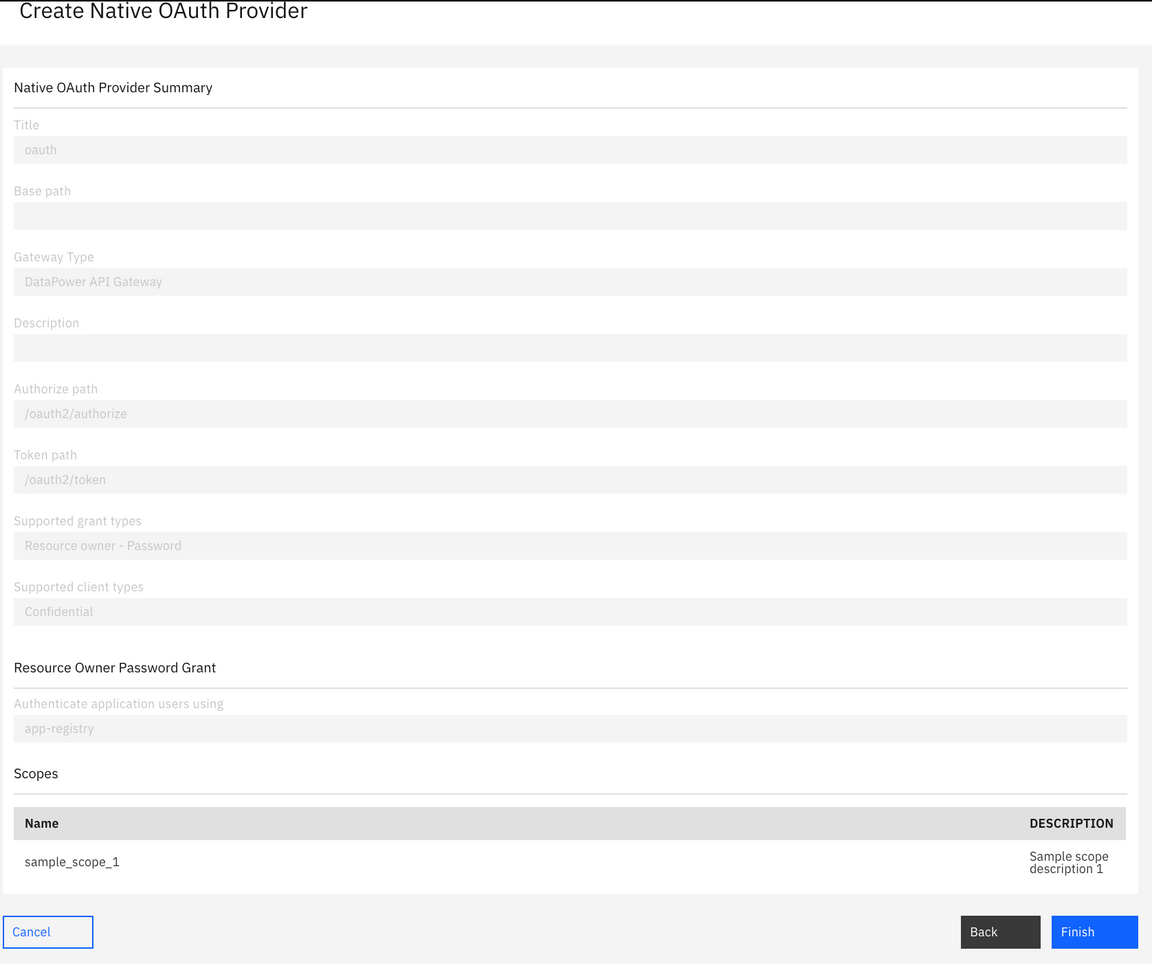 Create Native OAuth Provider
Native OAuth Provider Summary
Title
oauth
Base path
Gateway Type
DataPower API Gateway
Description
Authorize path
/oauth2/authorize
Token path
/oauth2/token
Supported grant types
Resource owner - Password
Supported client types
Confidential
Resource Owner Password Grant
Authenticate application users using
app-registry
Scopes
Name DESCRIPTION
sample_scope_1 Sample scope
description 1
Cancel Back Finish